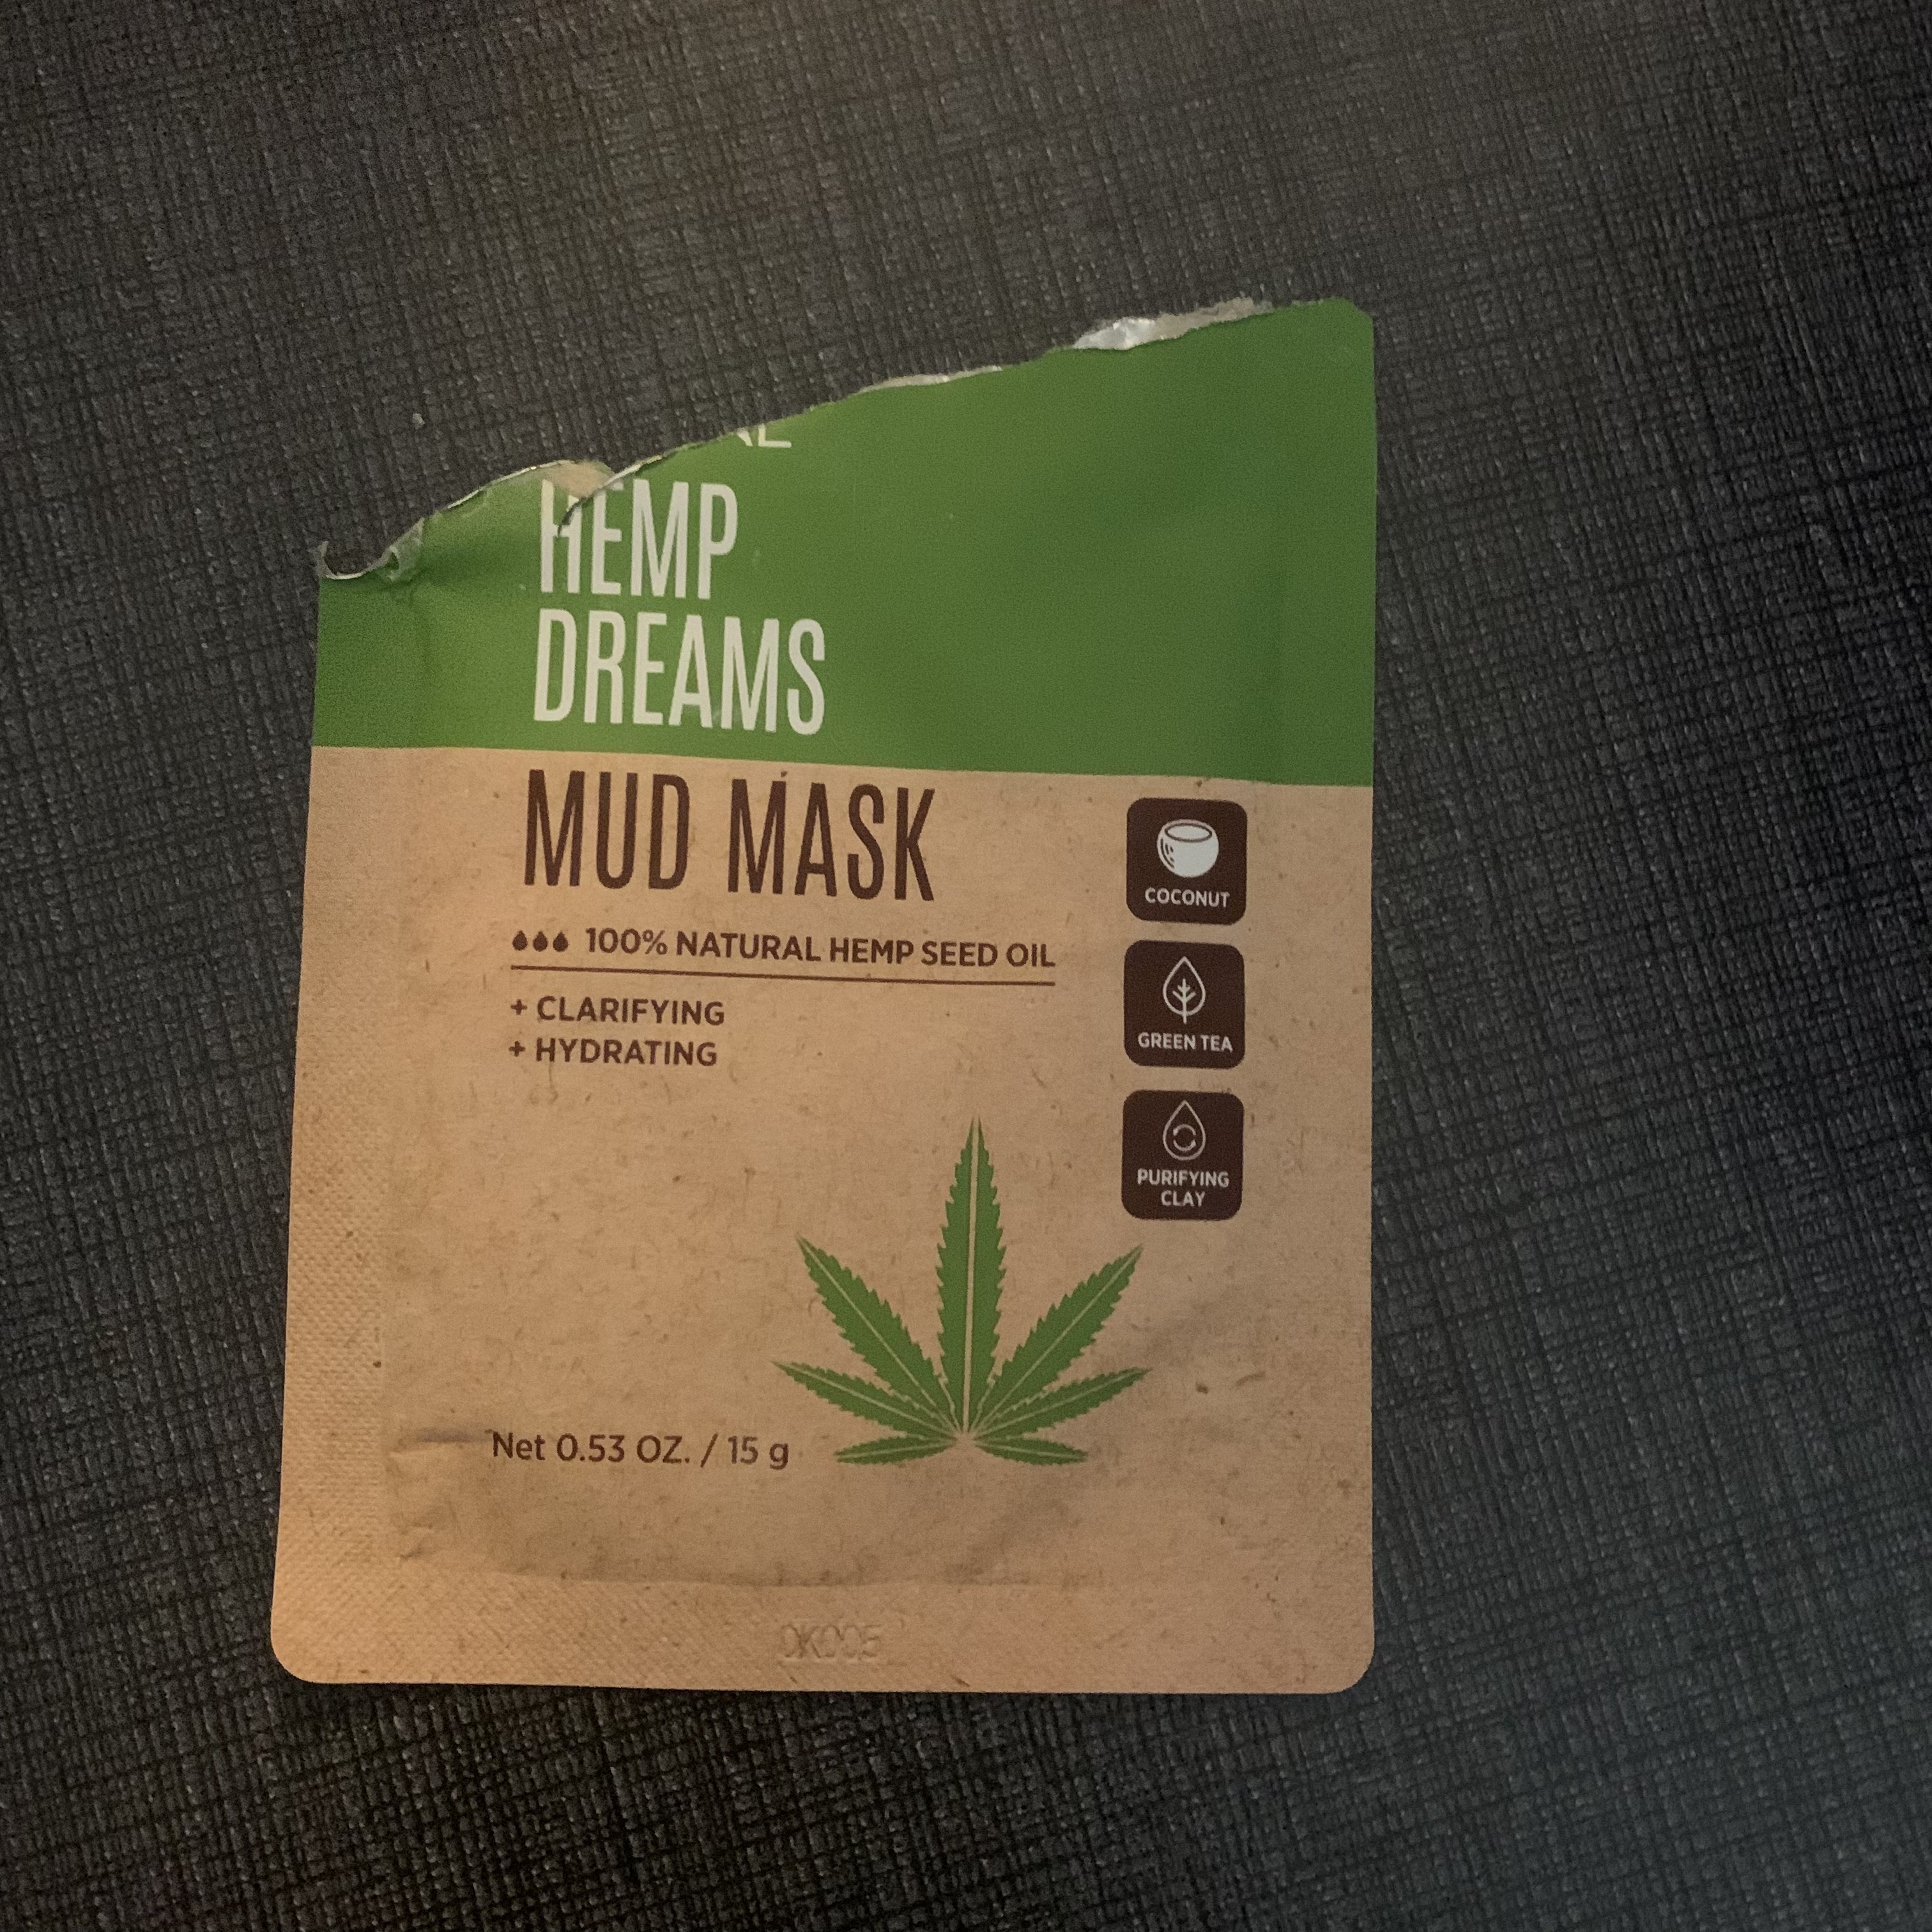 HEMP
DREAMS
MUD MASK
100% NATURAL HEMP SEED OIL
+ CLARIFYING
+ HYDRATING
COCONUT
GREEN TEA
PURIFYING
CLAY
Net 0.53 OZ. / 15 g